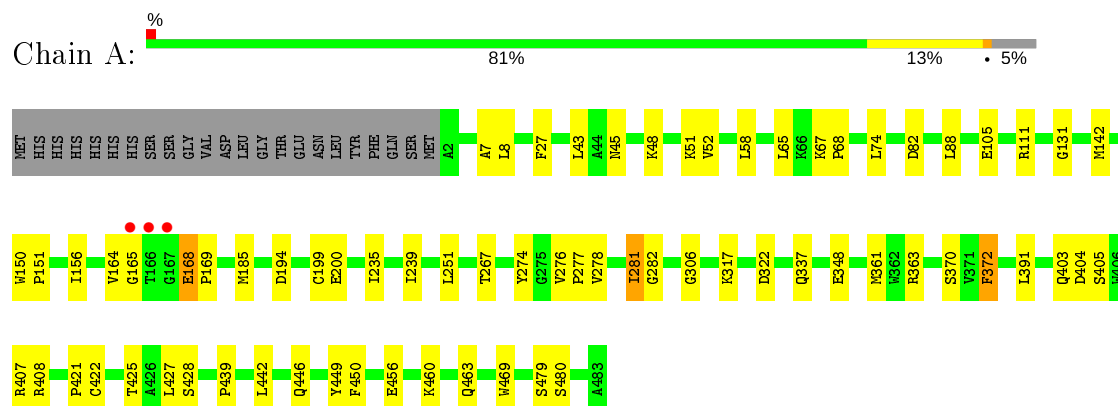 %
Chain A:
81% 13% • 5%
MET HIS HIS HIS HIS HIS HIS SER SER GLY VAL ASP LEU GLY THR GLU ASN LEU TYR PHE GLN SER MET A2 A7 L8 F27 L43 A44 N45 K48 K51 V52 L58 L65 K66 K67 P68 L74 D82 L88 E105 R111 G131 M142
W150 P151 I156 V164 G165 T166 G167 E168 P169 M185 D194 C199 E200 I235 I239 L251 T267 Y274 G275 V276 P277 V278 I281 G282 G306 K317 D322 Q337 E348 M361 W362 R363 S370 V371 F372 L391 Q403 D404 S405 W406
R407 R408 P421 C422 T425 A426 L427 S428 P439 L442 Q446 Y449 F450 E456 K460 Q463 W469 S479 S480 A483